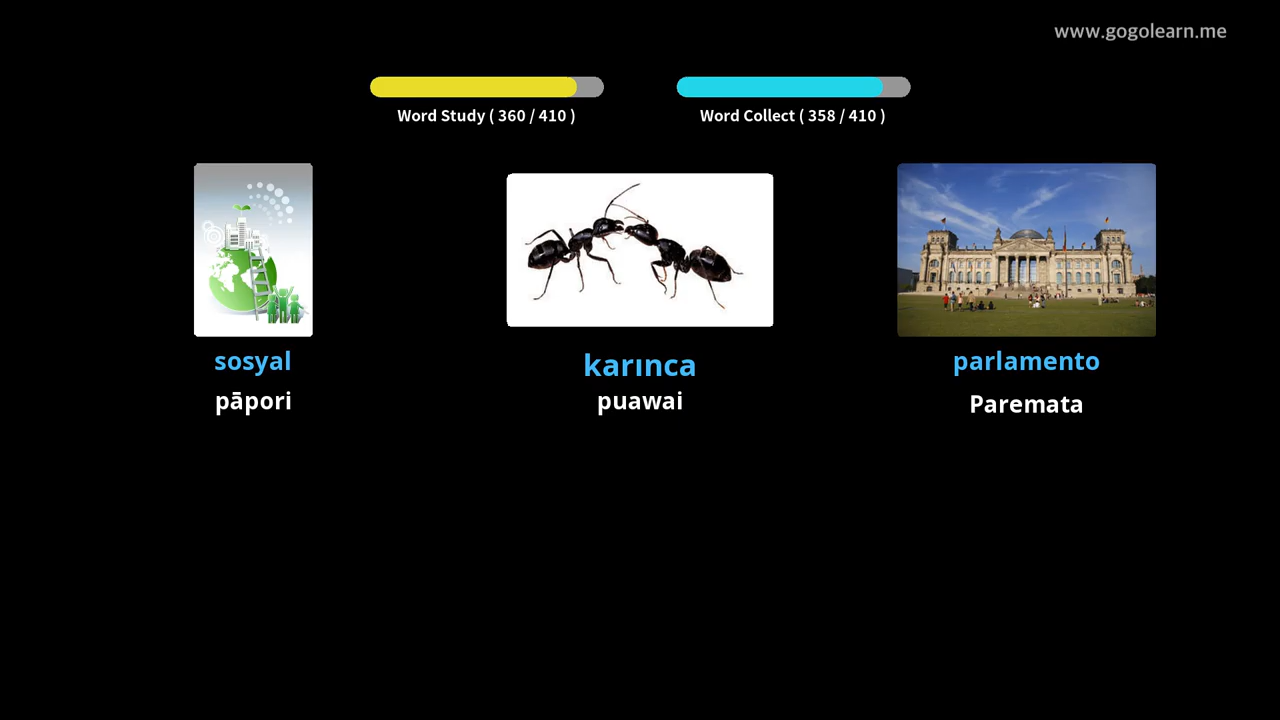 www.gogolearn.me
Word Study ( 360 / 410 )
Word Collect ( 358 / 410 )
sosyal
pāpori
karınca
puawai
parlamento
Paremata